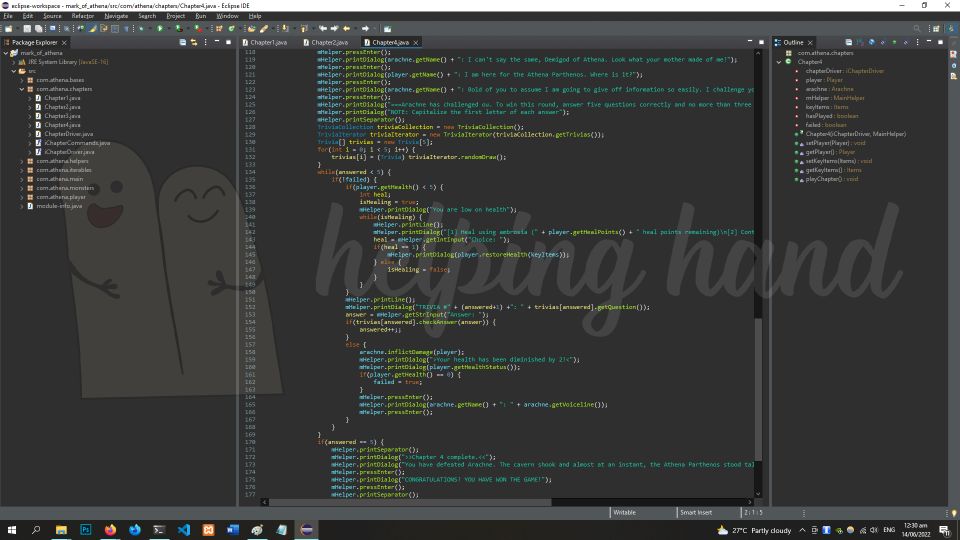 eclipse-workspace - mark_of_athena/src/com/athena/chapters/Chapter4.java - Eclipse IDE
File Edit Source Refactor Navigate Search Project Run Window Help
Package Explorer
mark_of_athena
JRE System Library [JavaSE-16]
src
com.athena.bases
com.athena.chapters
Chapter1.java
Chapter2.java
Chapter3.java
Chapter4.java
ChapterDriver.java
iChapterCommands.java
iChapterDriver.java
com.athena.helpers
com.athena.iterables
com.athena.main
com.athena.monsters
com.athena.player
module-info.java
Chapter1.java Chapter2.java Chapter4.java
118 mHelper.pressEnter();
119 mHelper.printDialog(arachne.getName() + ": I can't say the same, Demigod of Athena. Look what your mother made of me!");
120 mHelper.pressEnter();
121 mHelper.printDialog(player.getName() + ": I am here for the Athena Parthenos. Where is it?");
122 mHelper.pressEnter();
123 mHelper.printDialog(arachne.getName() + ": Bold of you to assume I am going to give off information so easily. I challenge yo
124 mHelper.pressEnter();
125 mHelper.printDialog("===Arachne has challenged ou. To win this round, answer five questions correctly and no more than three
126 mHelper.printDialog("NOTE: Capitalize the first letter of each answer");
127 mHelper.printSeparator();
128 TriviaCollection triviaCollection = new TriviaCollection();
129 TriviaIterator triviaIterator = new TriviaIterator(triviaCollection.getTrivias());
130 Trivia[] trivias = new Trivia[5];
131 for(int i = 0; i < 5; i++) {
132 trivias[i] = (Trivia) triviaIterator.randomDraw();
133 }
134 while(answered < 5) {
135 if(!failed) {
136 if(player.getHealth() < 5) {
137 int heal;
138 isHealing = true;
139 mHelper.printDialog("You are low on health");
140 while(isHealing) {
141 mHelper.printLine();
142 mHelper.printDialog("[1] Heal using ambrosia (" + player.getHealPoints() + " heal points remaining)\n[2] Cont
143 heal = mHelper.getIntInput("Choice: ");
144 if(heal == 1) {
145 mHelper.printDialog(player.restoreHealth(keyItems));
146 } else {
147 isHealing = false;
148 }
149 }
150 }
151 mHelper.printLine();
152 mHelper.printDialog("TRIVIA #" + (answered+1) +": " + trivias[answered].getQuestion());
153 answer = mHelper.getStrInput("Answer: ");
154 if(trivias[answered].checkAnswer(answer)) {
155 answered++;
156 }
157 else {
158 arachne.inflictDamage(player);
159 mHelper.printDialog(">Your health has been diminished by 2!<");
160 mHelper.printDialog(player.getHealthStatus());
161 if(player.getHealth() == 0) {
162 failed = true;
163 }
164 mHelper.pressEnter();
165 mHelper.printDialog(arachne.getName() + ": " + arachne.getVoiceline());
166 mHelper.pressEnter();
167 }
168 }
169 }
170 if(answered == 5) {
171 mHelper.printSeparator();
172 mHelper.printDialog(">>Chapter 4 complete.<<");
173 mHelper.printDialog("You have defeated Arachne. The cavern shook and almost at an instant, the Athena Parthenos stood tal
174 mHelper.pressEnter();
175 mHelper.printDialog("CONGRATULATIONS! YOU HAVE WON THE GAME!");
176 mHelper.pressEnter();
177 mHelper.printSeparator();
helping hand
Outline
com.athena.chapters
Chapter4
chapterDriver : iChapterDriver
player : Player
arachne : Arachne
mHelper : MainHelper
keyItems : Items
hasPlayed : boolean
failed : boolean
Chapter4(iChapterDriver, MainHelper)
setPlayer(Player) : void
getPlayer() : Player
setKeyItems(Items) : void
getKeyItems() : Items
playChapter() : void
Writable Smart Insert 2 : 1 : 5
27°C Partly cloudy ENG 12:30 am
14/06/2022